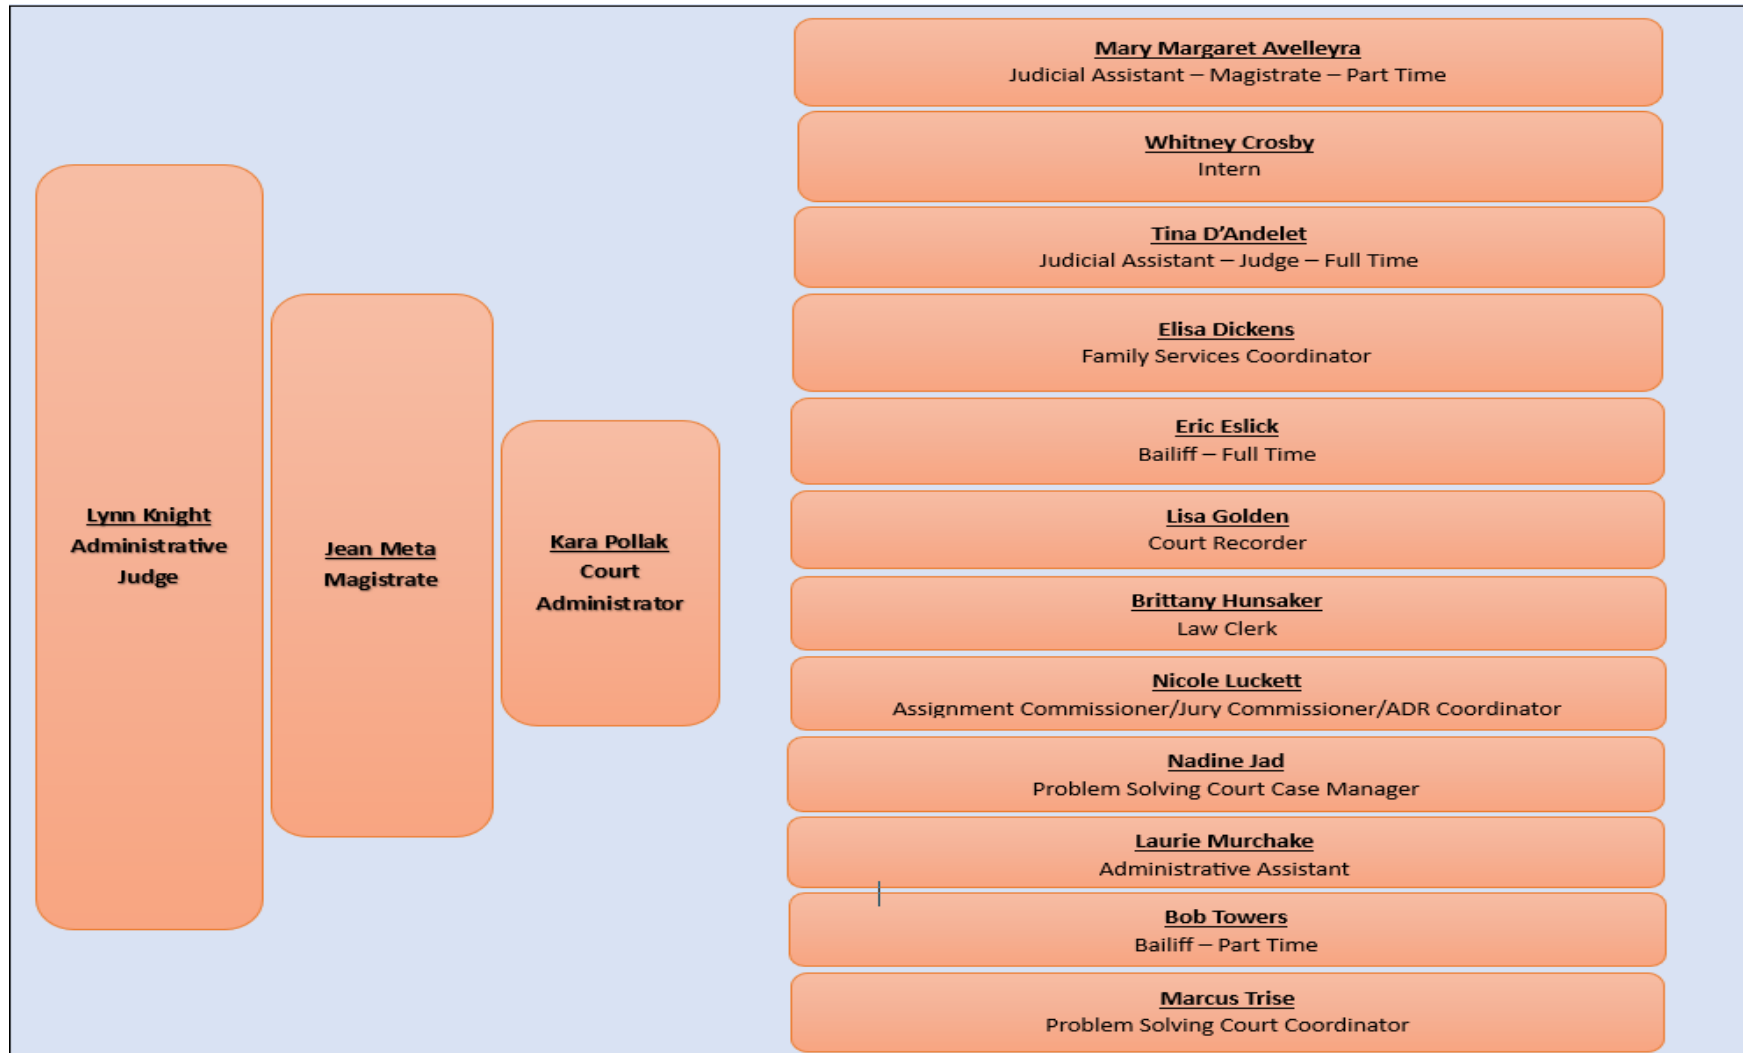 Lynn Knight
Administrative
Judge
Jean Meta
Magistrate
Kara Pollak
Court
Administrator
Mary Margaret Avelleyra
Judicial Assistant – Magistrate – Part Time
Whitney Crosby
Intern
Tina D’Andelet
Judicial Assistant – Judge – Full Time
Elisa Dickens
Family Services Coordinator
Eric Eslick
Bailiff – Full Time
Lisa Golden
Court Recorder
Brittany Hunsaker
Law Clerk
Nicole Luckett
Assignment Commissioner/Jury Commissioner/ADR Coordinator
Nadine Jad
Problem Solving Court Case Manager
Laurie Murchake
Administrative Assistant
Bob Towers
Bailiff – Part Time
Marcus Trise
Problem Solving Court Coordinator